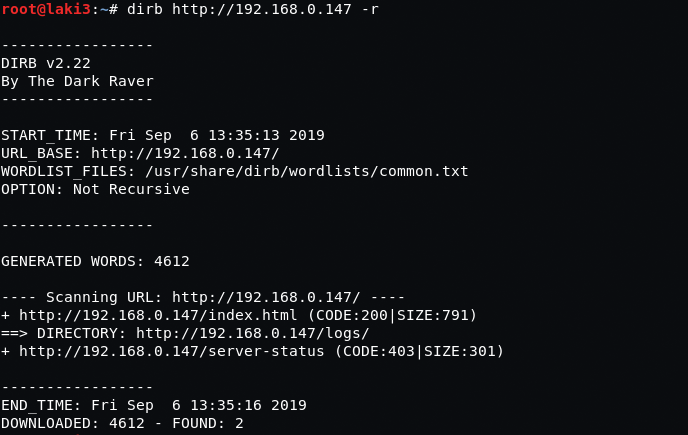 root@laki3:~# dirb http://192.168.0.147 -r
-----------------
DIRB v2.22
By The Dark Raver
-----------------
START_TIME: Fri Sep  6 13:35:13 2019
URL_BASE: http://192.168.0.147/
WORDLIST_FILES: /usr/share/dirb/wordlists/common.txt
OPTION: Not Recursive
-----------------
GENERATED WORDS: 4612
---- Scanning URL: http://192.168.0.147/ ----
+ http://192.168.0.147/index.html (CODE:200|SIZE:791)
==> DIRECTORY: http://192.168.0.147/logs/
+ http://192.168.0.147/server-status (CODE:403|SIZE:301)
-----------------
END_TIME: Fri Sep  6 13:35:16 2019
DOWNLOADED: 4612 - FOUND: 2